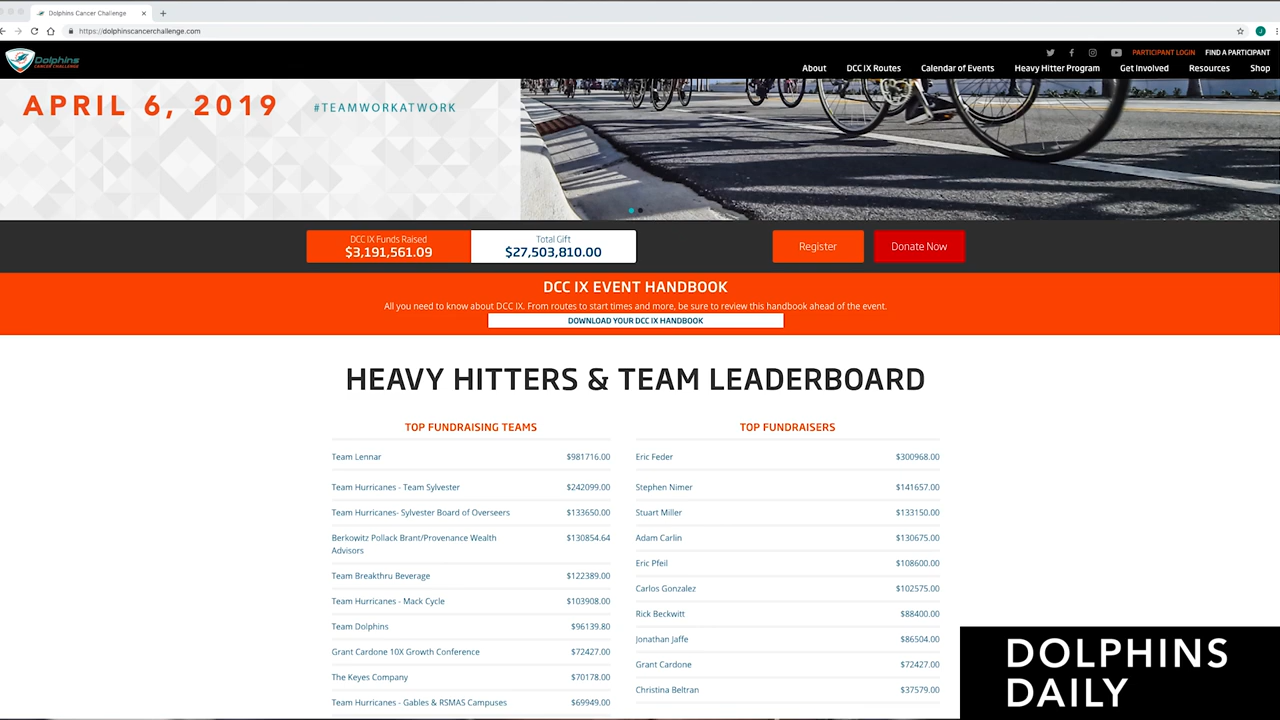 Dolphins Cancer Challenge
https://dolphinscancerchallenge.com
Dolphins
CANCER CHALLENGE
PARTICIPANT LOGIN FIND A PARTICIPANT
About DCC IX Routes Calendar of Events Heavy Hitter Program Get Involved Resources Shop
APRIL 6, 2019 #TEAMWORKATWORK
DCC IX Funds Raised
$3,191,561.09
Total Gift
$27,503,810.00
Register
Donate Now
DCC IX EVENT HANDBOOK
All you need to know about DCC IX. From routes to start times and more, be sure to review this handbook ahead of the event.
DOWNLOAD YOUR DCC IX HANDBOOK
HEAVY HITTERS & TEAM LEADERBOARD
TOP FUNDRAISING TEAMS
Team Lennar $981716.00
Team Hurricanes - Team Sylvester $242099.00
Team Hurricanes- Sylvester Board of Overseers $133650.00
Berkowitz Pollack Brant/Provenance Wealth $130854.64
Advisors
Team Breakthru Beverage $122389.00
Team Hurricanes - Mack Cycle $103908.00
Team Dolphins $96139.80
Grant Cardone 10X Growth Conference $72427.00
The Keyes Company $70178.00
Team Hurricanes - Gables & RSMAS Campuses $69949.00
TOP FUNDRAISERS
Eric Feder $300968.00
Stephen Nimer $141657.00
Stuart Miller $133150.00
Adam Carlin $130675.00
Eric Pfeil $108600.00
Carlos Gonzalez $102575.00
Rick Beckwitt $88400.00
Jonathan Jaffe $86504.00
Grant Cardone $72427.00
Christina Beltran $37579.00
DOLPHINS
DAILY